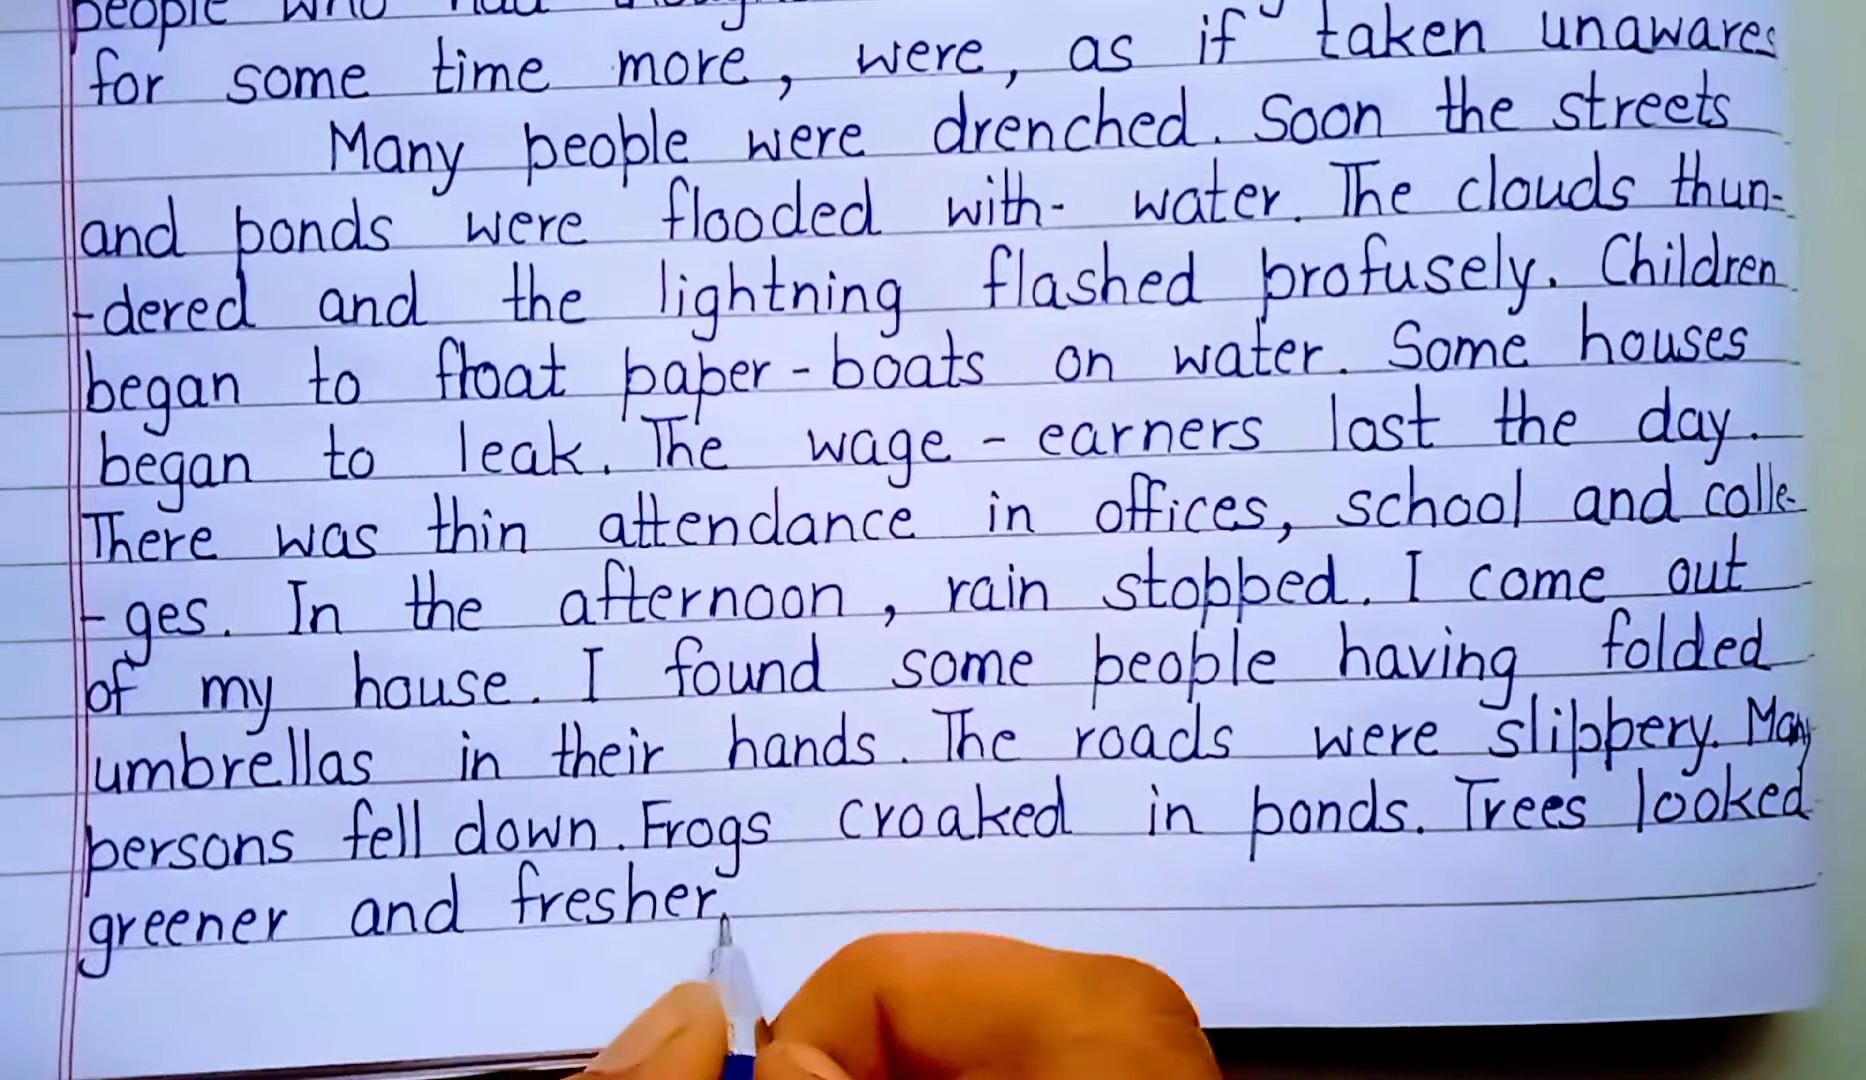 people who had
for some time more, were, as if taken unawares
Many people were drenched. Soon the streets
and ponds were flooded with- water. The clouds thun-
-dered and the lightning flashed profusely. Children
began to float paper-boats on water. Some houses
began to leak. The wage - earners lost the day.
There was thin attendance in offices, school and colle-
-ges. In the afternoon, rain stopped. I come out
of my house. I found some people having folded
umbrellas in their hands. The roads were slippery. Many
persons fell down. Frogs croaked in ponds. Trees looked
greener and fresher.